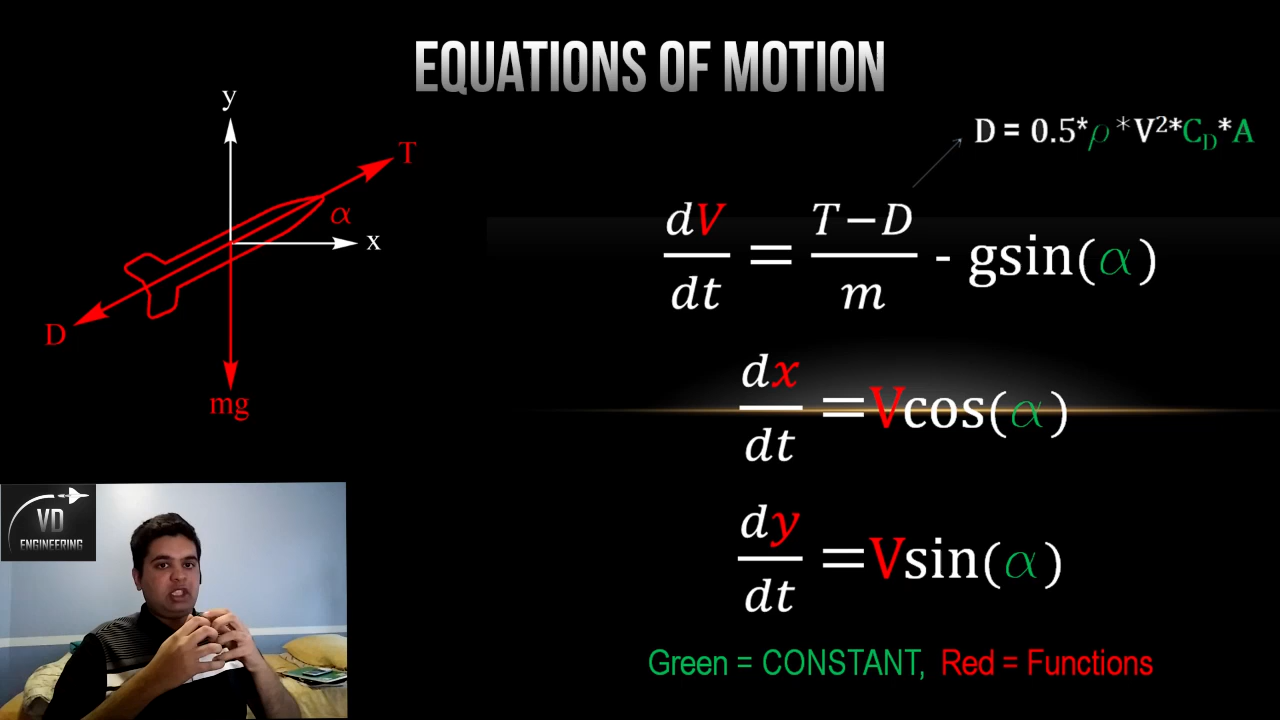 EQUATIONS OF MOTION
y
T
α
x
D
mg
D = 0.5*ρ*V²*C_D*A
dV/dt = (T−D)/m - gsin(α)
dx/dt =Vcos(α)
dy/dt =Vsin(α)
Green = CONSTANT, Red = Functions
VD
ENGINEERING